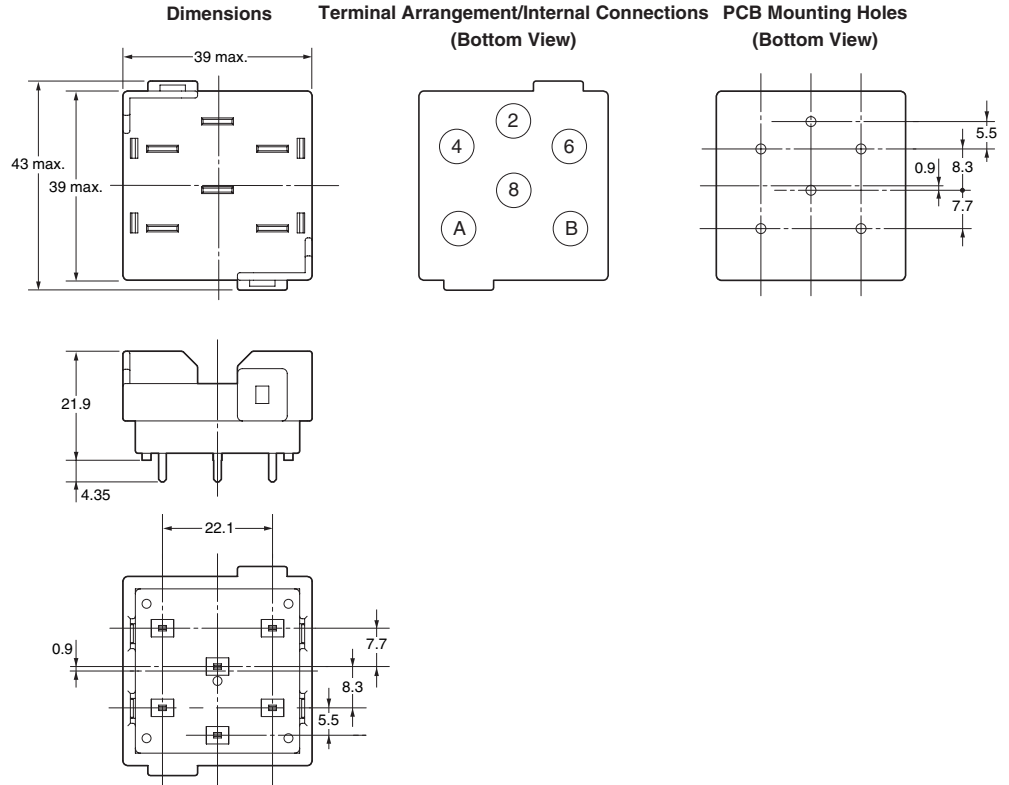 Dimensions
Terminal Arrangement/Internal Connections
(Bottom View)
PCB Mounting Holes
(Bottom View)
39 max.
43 max.
39 max.
2
4
6
8
A
B
5.5
0.9
8.3
7.7
21.9
4.35
22.1
0.9
7.7
8.3
5.5